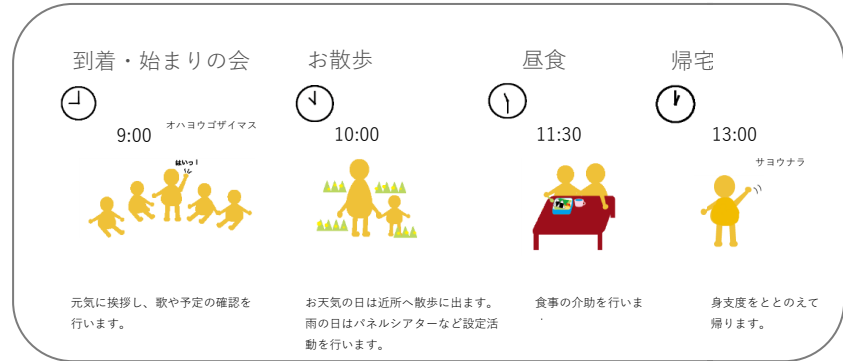 到着・始まりの会
お散歩
昼食
帰宅
9:00
オハヨウゴザイマス
10:00
11:30
13:00
はいっ！
サヨウナラ
元気に挨拶し、歌や予定の確認を
行います。
お天気の日は近所へ散歩に出ます。
雨の日はパネルシアターなど設定活
動を行います。
食事の介助を行いま
身支度をととのえて
帰ります。